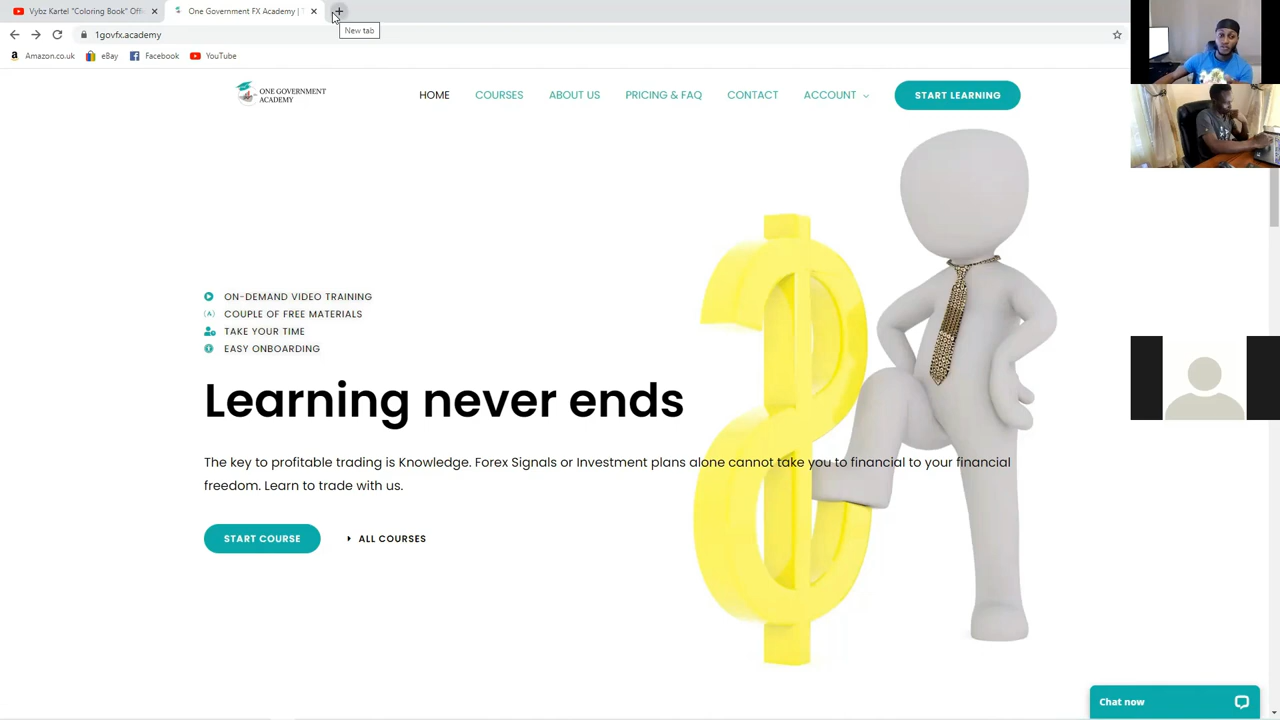 Vybz Kartel "Coloring Book" Offi
One Government FX Academy | T
New tab
1govfx.academy
Amazon.co.uk
eBay
Facebook
YouTube
ONE GOVERNMENT
ACADEMY
HOME
COURSES
ABOUT US
PRICING & FAQ
CONTACT
ACCOUNT
START LEARNING
ON-DEMAND VIDEO TRAINING
COUPLE OF FREE MATERIALS
TAKE YOUR TIME
EASY ONBOARDING
Learning never ends
The key to profitable trading is Knowledge. Forex Signals or Investment plans alone cannot take you to financial to your financial
freedom. Learn to trade with us.
START COURSE
ALL COURSES
Chat now